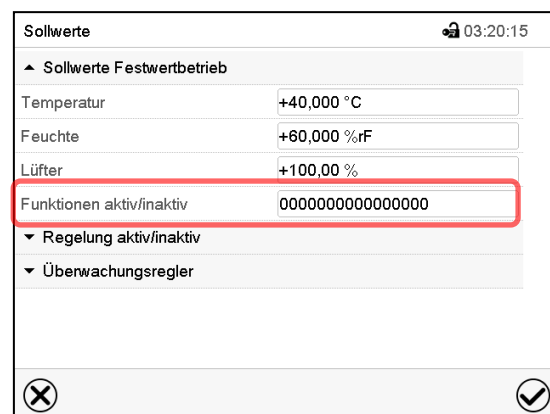 Sollwerte 03:20:15
Sollwerte Festwertbetrieb
Temperatur +40,000 °C
Feuchte +60,000 %rF
Lüfter +100,00 %
Funktionen aktiv/inaktiv 0000000000000000
Regelung aktiv/inaktiv
Überwachungsregler